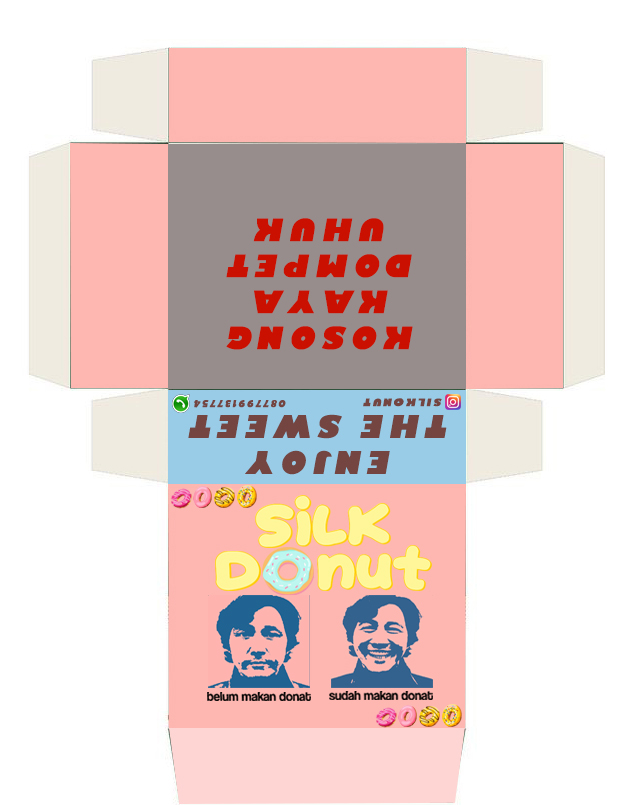 KOSONG
KAYA
DOMPET
UHUK
ENJOY
THE SWEET
SILKONUT 087799137754
SiLK
DOnut
belum makan donat
sudah makan donat